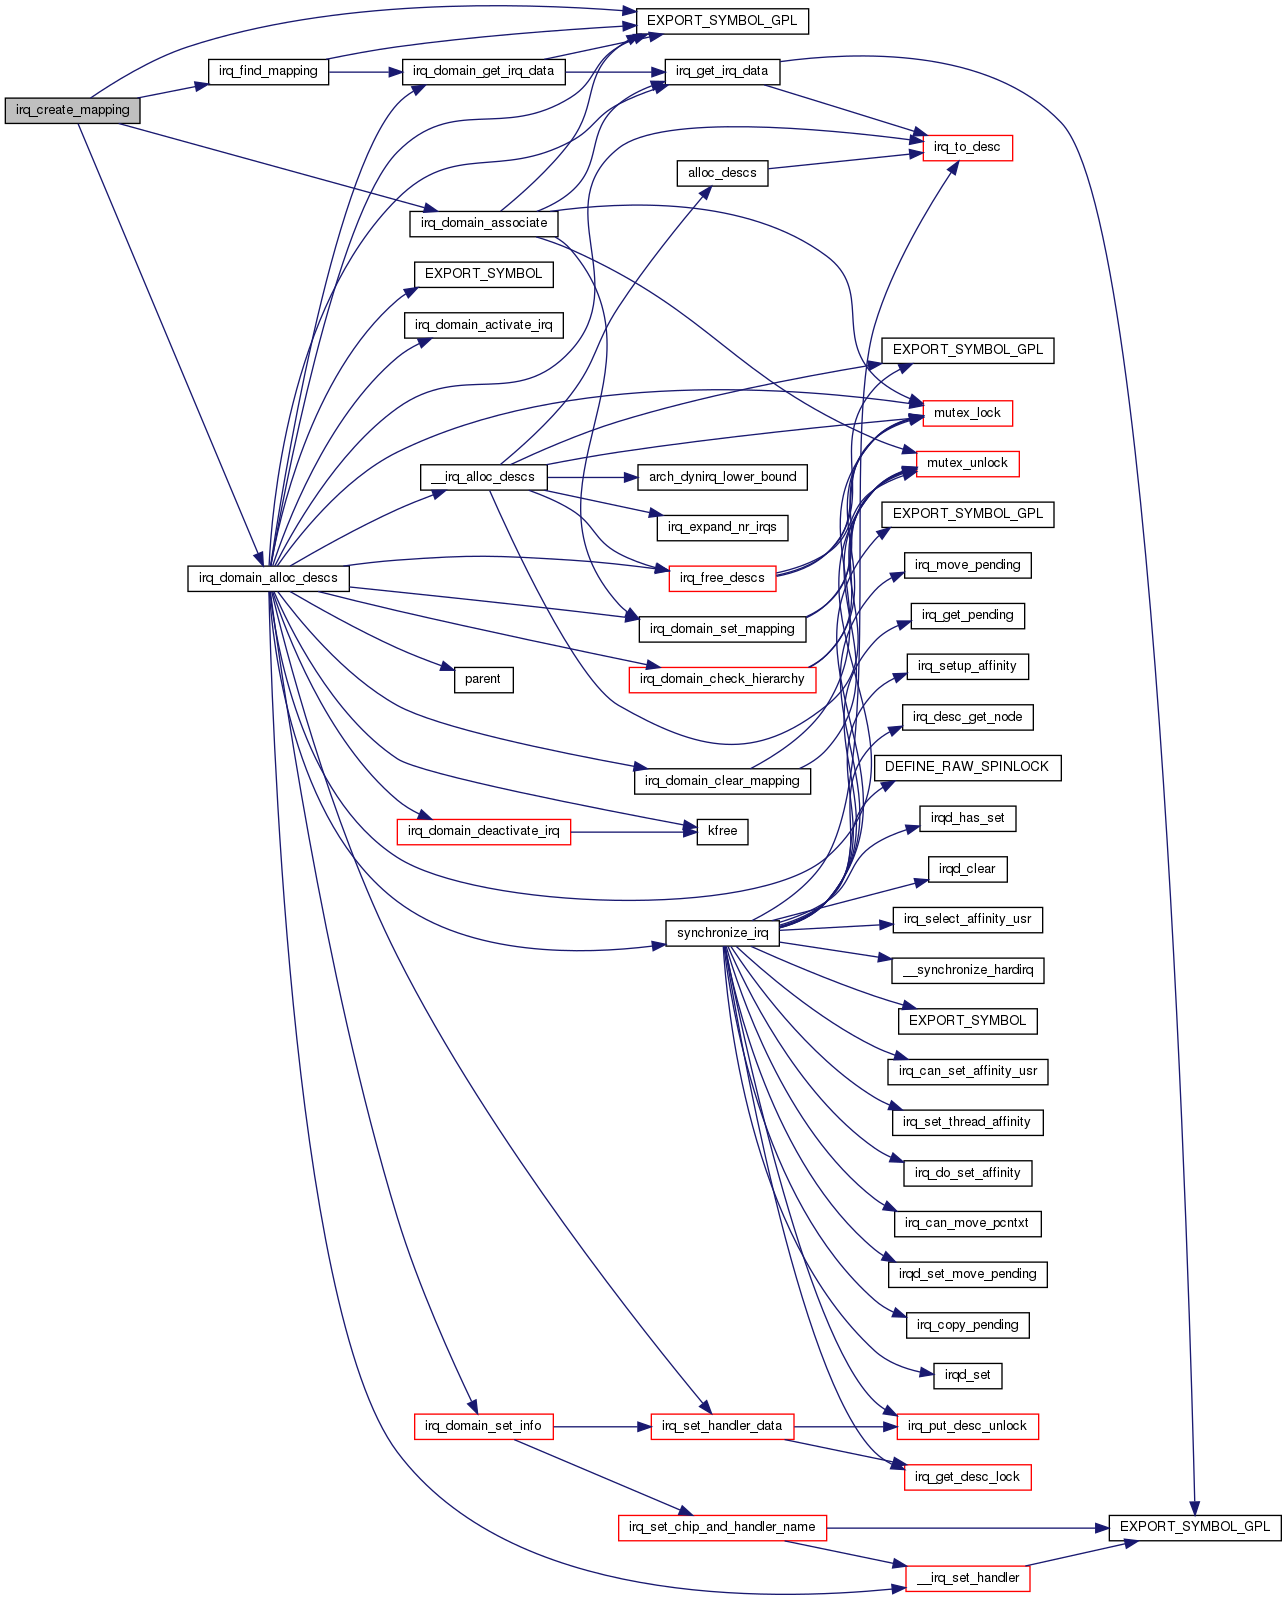 EXPORT_SYMBOL_GPL
irq_find_mapping
irq_domain_get_irq_data
irq_get_irq_data
irq_create_mapping
irq_to_desc
alloc_descs
irq_domain_associate
EXPORT_SYMBOL
irq_domain_activate_irq
EXPORT_SYMBOL_GPL
mutex_lock
mutex_unlock
__irq_alloc_descs
arch_dynirq_lower_bound
EXPORT_SYMBOL_GPL
irq_expand_nr_irqs
irq_move_pending
irq_domain_alloc_descs
irq_free_descs
irq_get_pending
irq_domain_set_mapping
irq_setup_affinity
parent
irq_domain_check_hierarchy
irq_desc_get_node
DEFINE_RAW_SPINLOCK
irq_domain_clear_mapping
irqd_has_set
irq_domain_deactivate_irq
kfree
irqd_clear
irq_select_affinity_usr
synchronize_irq
__synchronize_hardirq
EXPORT_SYMBOL
irq_can_set_affinity_usr
irq_set_thread_affinity
irq_do_set_affinity
irq_can_move_pcntxt
irqd_set_move_pending
irq_copy_pending
irqd_set
irq_domain_set_info
irq_set_handler_data
irq_put_desc_unlock
irq_get_desc_lock
irq_set_chip_and_handler_name
EXPORT_SYMBOL_GPL
__irq_set_handler